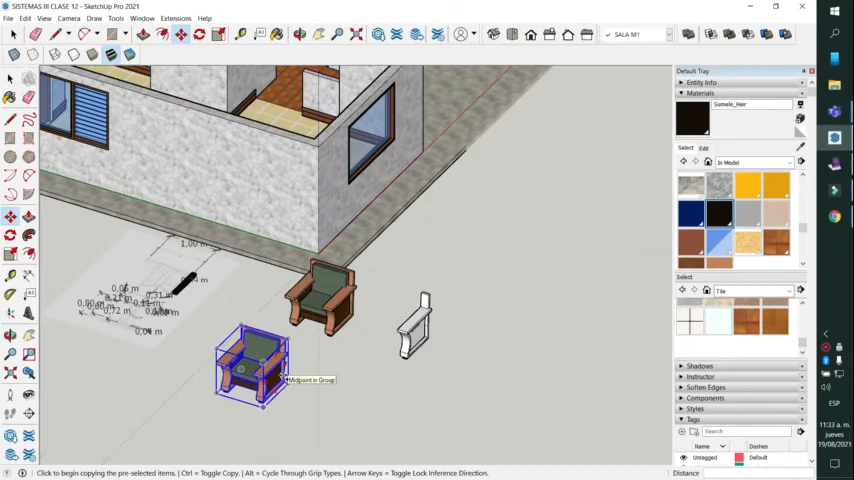 SISTEMAS III CLASE 12 - SketchUp Pro 2021
File Edit View Camera Draw Tools Window Extensions Help
SALA M1
Default Tray
Entity Info
Materials
Sumele_Hair
Select Edit
In Model
1,00 m
0,06 m
0,31 m
0,72 m
Midpoint in Group
Select
Tile
Shadows
Instructor
Soften Edges
Components
Styles
Tags
Search
Name Dashes
Untagged Default
ESP
11:33 a. m.
jueves
19/08/2021
Click to begin copying the pre-selected items. | Ctrl = Toggle Copy. | Alt = Cycle Through Grip Types. | Arrow Keys = Toggle Lock Inference Direction.
Distance